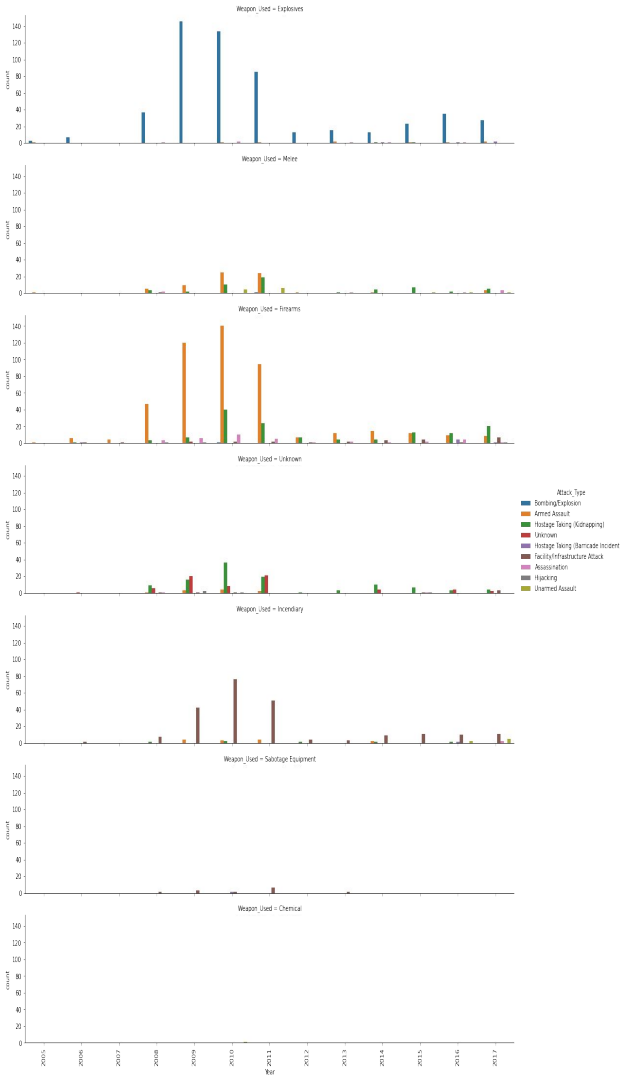 Weapon_Used = Explosives
140
120
100
80
60
40
20
0
count
Weapon_Used = Melee
140
120
100
80
60
40
20
0
count
Weapon_Used = Firearms
140
120
100
80
60
40
20
0
count
Weapon_Used = Unknown
140
120
100
80
60
40
20
0
count
Attack_Type
Bombing/Explosion
Armed Assault
Hostage Taking (Kidnapping)
Unknown
Hostage Taking (Barricade Incident
Facility/Infrastructure Attack
Assassination
Hijacking
Unarmed Assault
Weapon_Used = Incendiary
140
120
100
80
60
40
20
0
count
Weapon_Used = Sabotage Equipment
140
120
100
80
60
40
20
0
count
Weapon_Used = Chemical
140
120
100
80
60
40
20
0
count
2005 2006 2007 2008 2009 2010 2011 2012 2013 2014 2015 2016 2017
Year